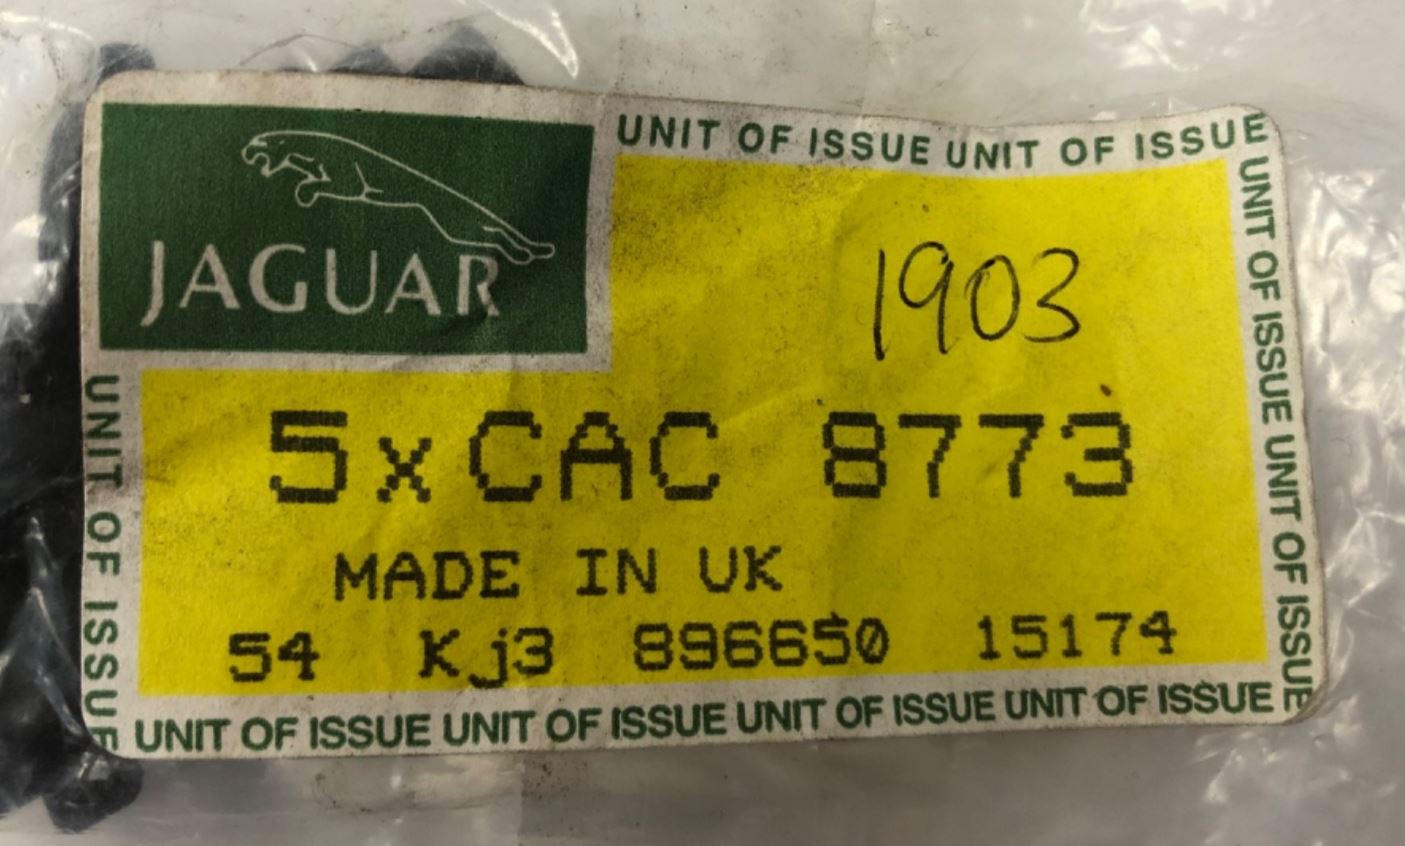 JAGUAR
UNIT OF ISSUE UNIT OF ISSUE
UNIT OF ISSUE UNIT OF ISSUE
1903
5xCAC 8773
MADE IN UK
54 Kj3 896650 15174
UNIT OF ISSUE
UNIT OF ISSUE UNIT OF ISSUE UNIT OF ISSUE UNIT OF ISSUE